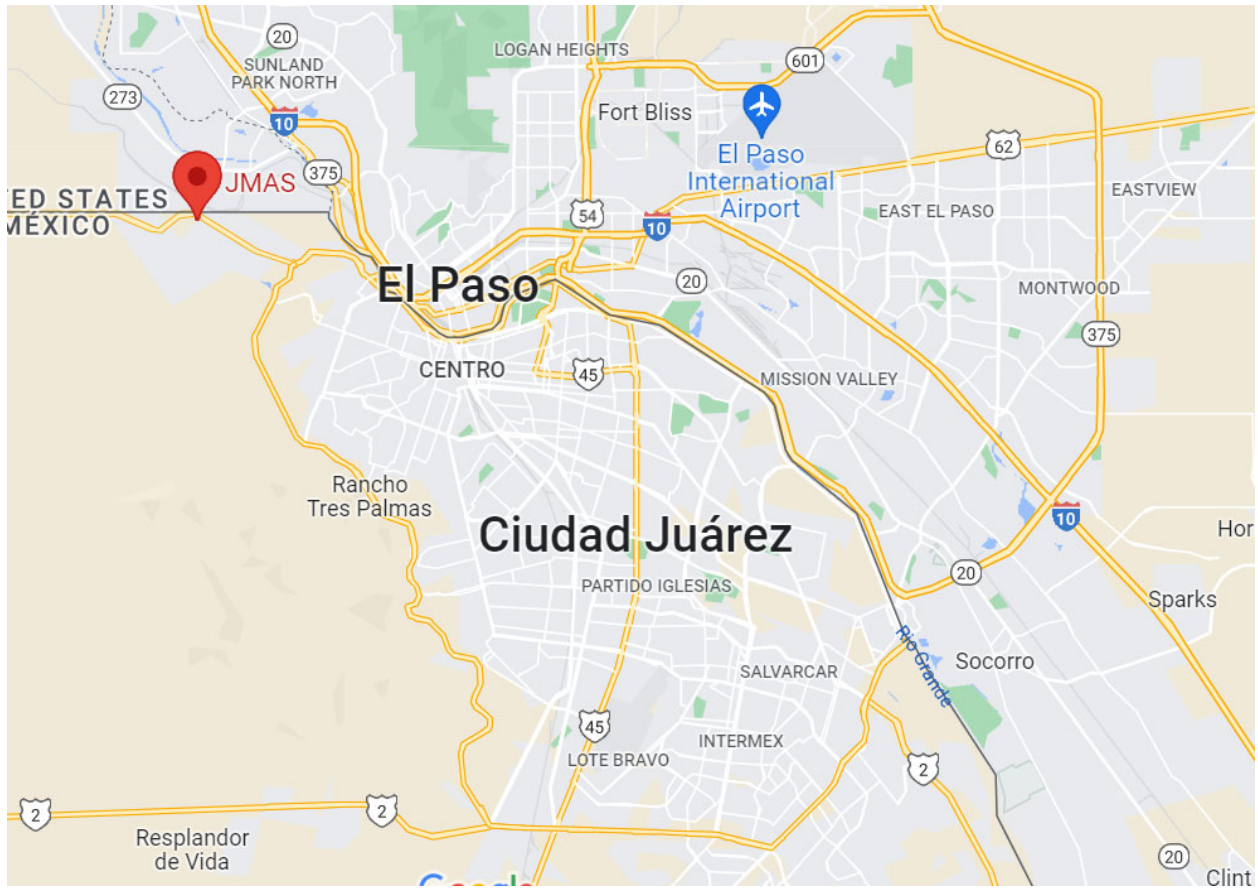 20
LOGAN HEIGHTS
601
SUNLAND
PARK NORTH
273
10
Fort Bliss
El Paso
International
Airport
62
375
JMAS
EASTVIEW
TED STATES
MÉXICO
54
10
EAST EL PASO
20
El Paso
MONTWOOD
375
CENTRO
45
MISSION VALLEY
Rancho
Tres Palmas
Ciudad Juárez
10
Hor
PARTIDO IGLESIAS
20
Sparks
Rio Grande
Socorro
SALVARCAR
45
INTERMEX
LOTE BRAVO
2
2
2
Resplandor
de Vida
20
Clint
Google